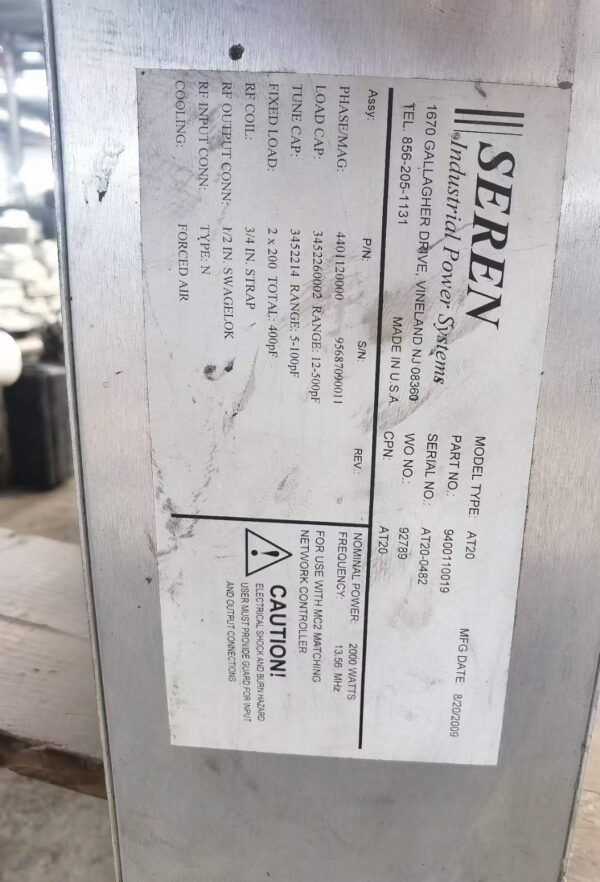 SEREN
Industrial Power Systems
1670 GALLAGHER DRIVE, VINELAND NJ 08360
TEL. 856-205-1131 MADE IN U.S.A.
MODEL TYPE: AT20 MFG DATE 8/20/2009
PART NO.: 9400110019
SERIAL NO.: AT20-0482
WO NO.: 92789
CPN: AT20
Assy: P/N: S/N: REV.:
PHASE/MAG: 4401120000 95687090011
LOAD CAP: 3452260002 RANGE: 12-500pF
TUNE CAP: 3452214 RANGE: 5-100pF
FIXED LOAD: 2 x 200 TOTAL: 400pF
RF COIL: 3/4 IN. STRAP
RF OUTPUT CONN: 1/2 IN. SWAGELOK
RF INPUT CONN: TYPE: N
COOLING: FORCED AIR
NOMINAL POWER: 2000 WATTS
FREQUENCY: 13.56 MHz
FOR USE WITH MC2 MATCHING
NETWORK CONTROLLER
CAUTION!
ELECTRICAL SHOCK AND BURN HAZARD.
USER MUST PROVIDE GUARD FOR INPUT
AND OUTPUT CONNECTIONS